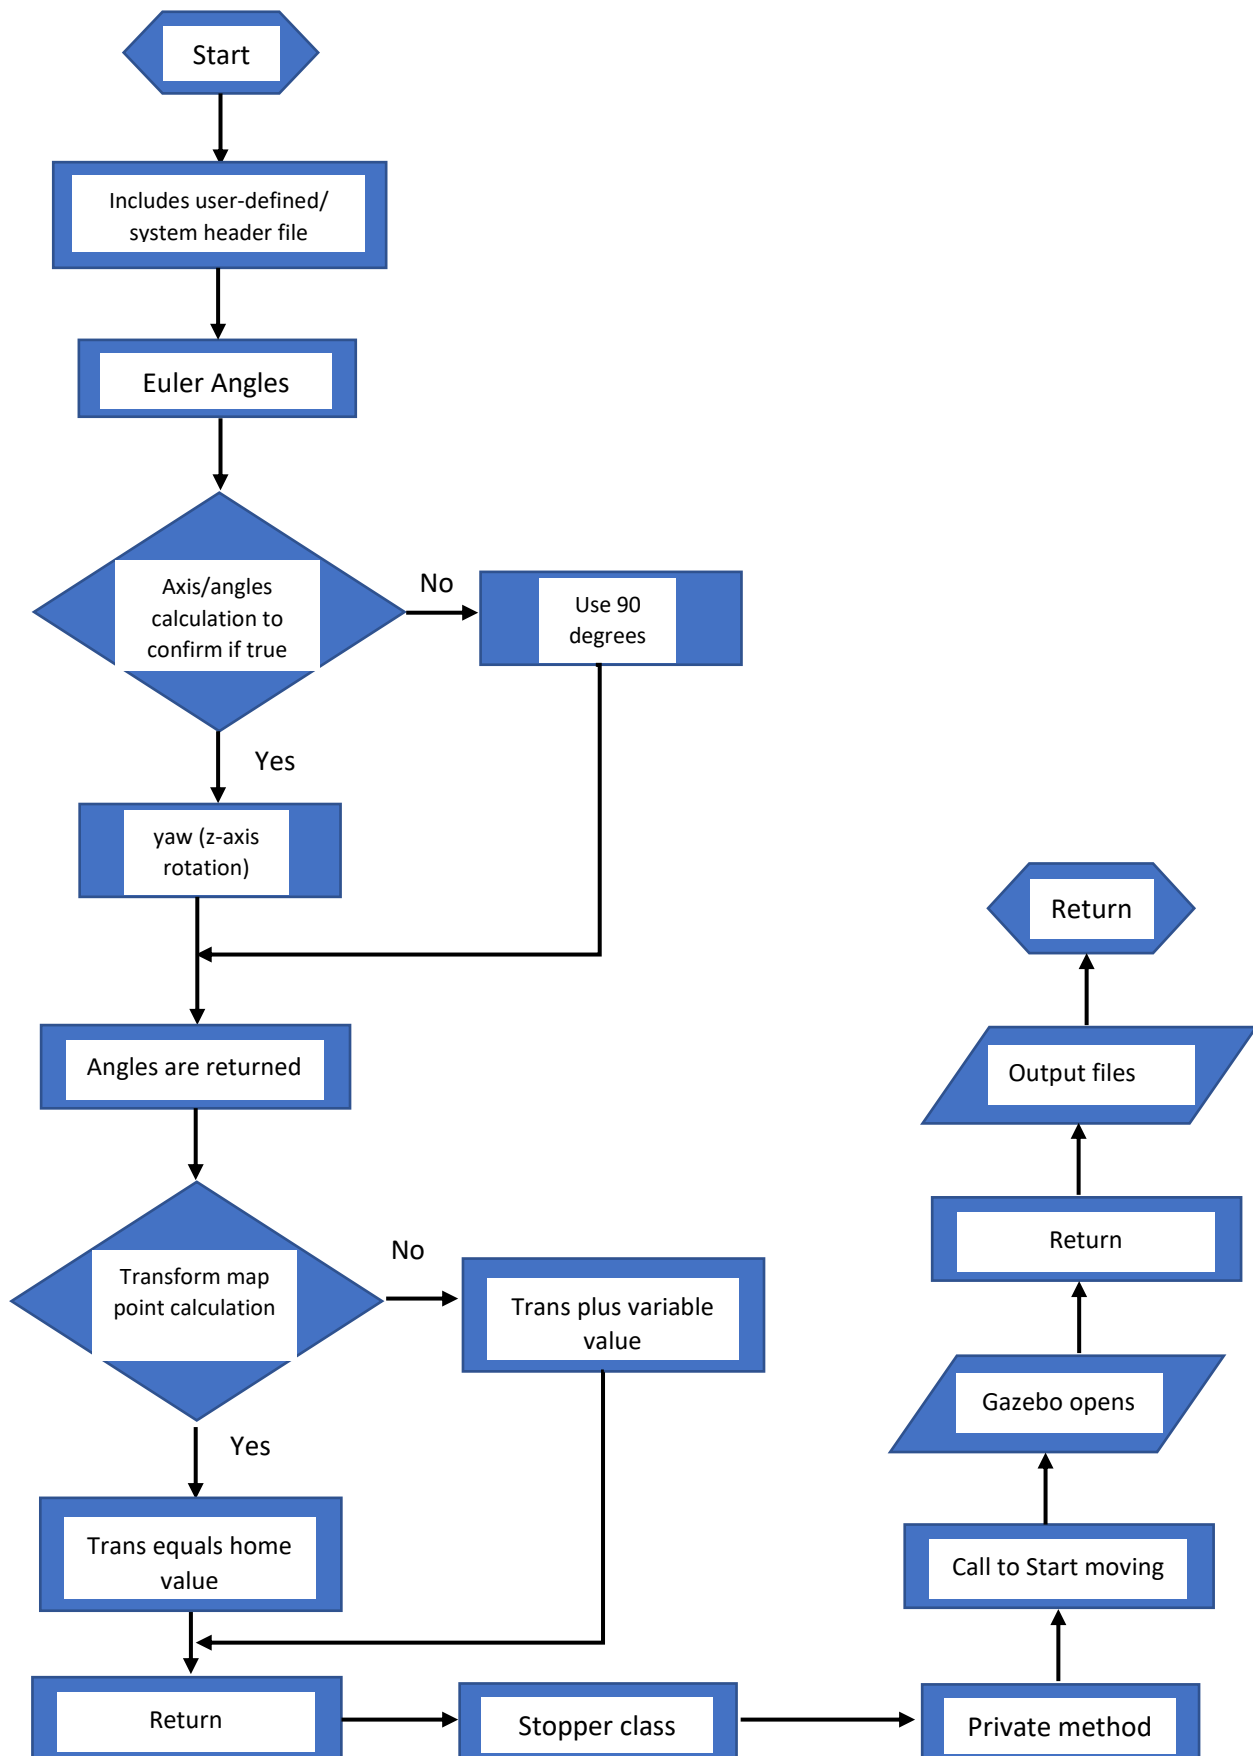 Start
Includes user-defined/
system header file
Euler Angles
Axis/angles
calculation to
confirm if true
No
Use 90
degrees
Yes
yaw (z-axis
rotation)
Angles are returned
Transform map
point calculation
No
Trans plus variable
value
Yes
Trans equals home
value
Return
Stopper class
Private method
Call to Start moving
Gazebo opens
Return
Output files
Return